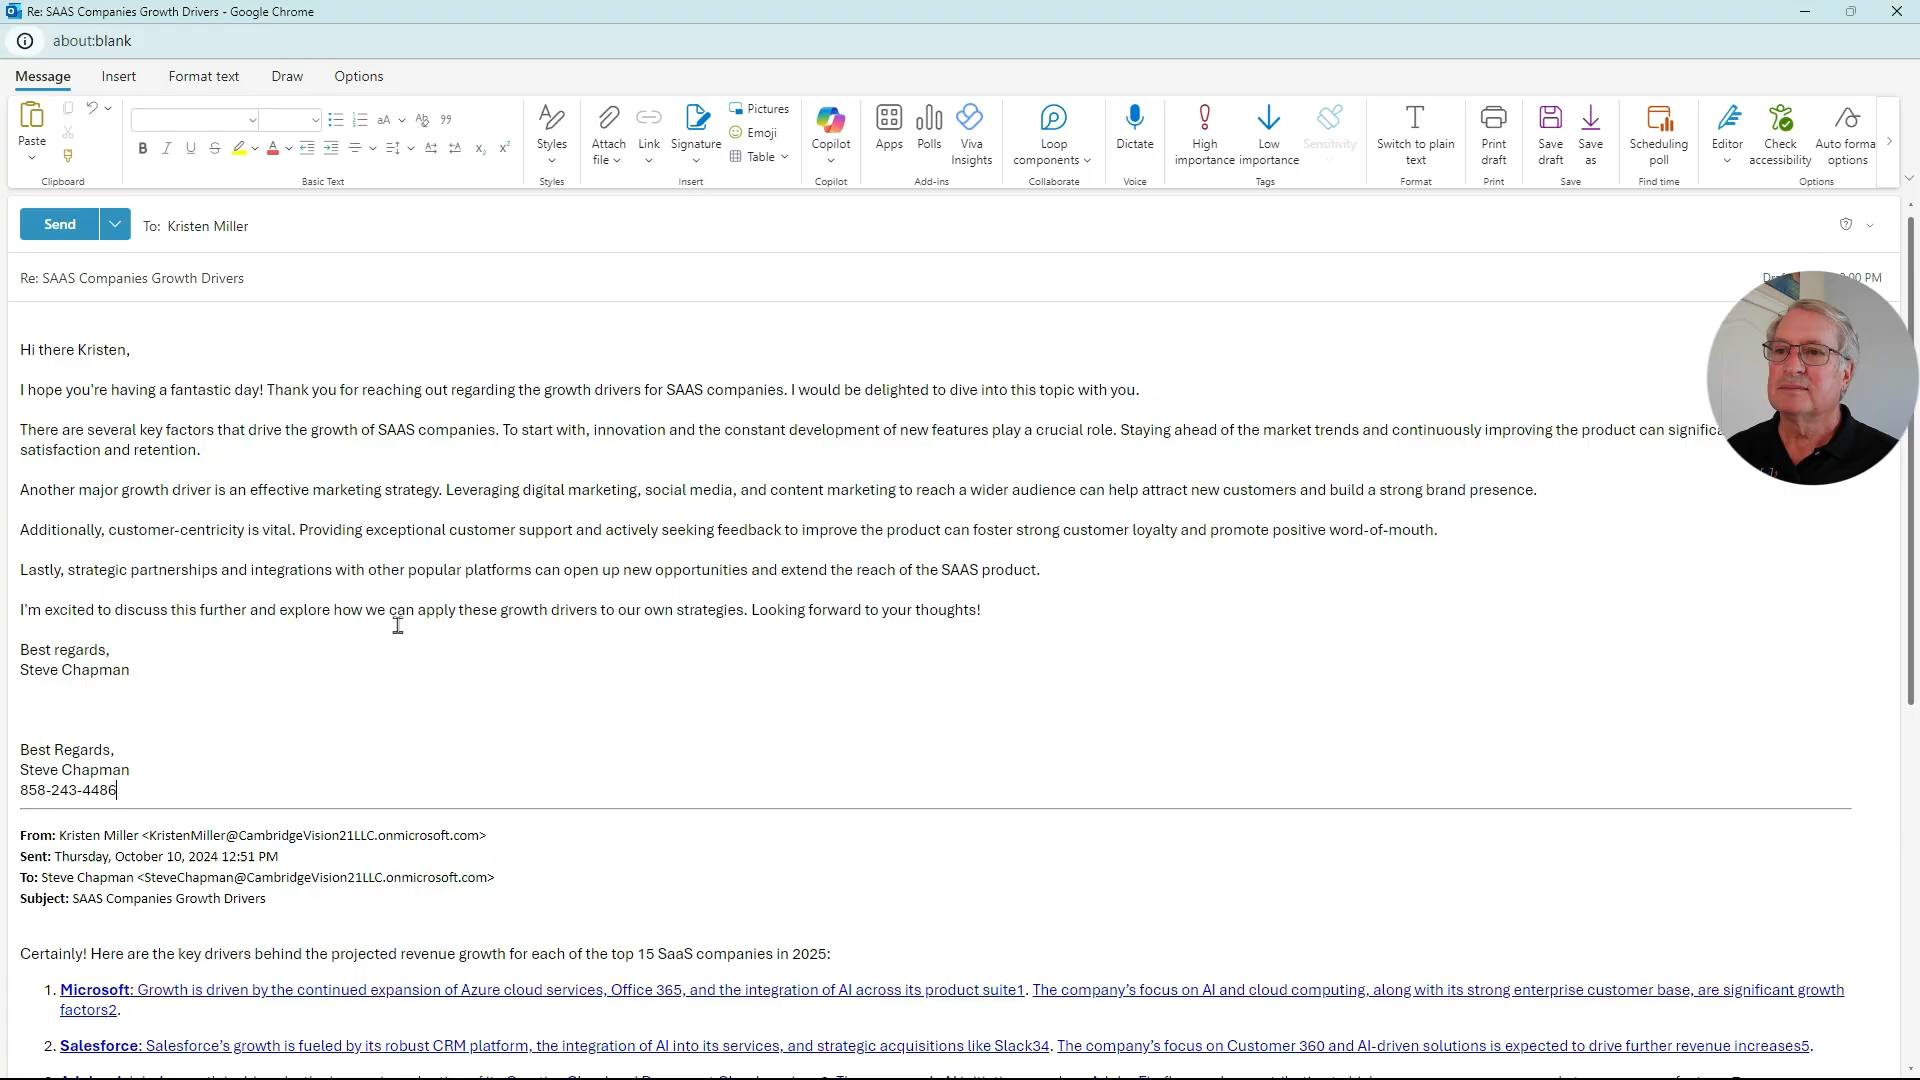 Re: SAAS Companies Growth Drivers - Google Chrome
about:blank
Message Insert Format text Draw Options
Paste
Clipboard
Basic Text
Styles
Styles
Attach file
Link
Signature
Pictures
Emoji
Table
Insert
Copilot
Copilot
Apps
Polls
Viva Insights
Add-ins
Loop components
Collaborate
Dictate
Voice
High importance
Low importance
Sensitivity
Tags
Switch to plain text
Format
Print draft
Print
Save draft
Save as
Save
Scheduling poll
Find time
Editor
Check accessibility
Auto forma
options
Options
Send
To: Kristen Miller
Re: SAAS Companies Growth Drivers
:00 PM
Hi there Kristen,
I hope you're having a fantastic day! Thank you for reaching out regarding the growth drivers for SAAS companies. I would be delighted to dive into this topic with you.
There are several key factors that drive the growth of SAAS companies. To start with, innovation and the constant development of new features play a crucial role. Staying ahead of the market trends and continuously improving the product can
satisfaction and retention.
Another major growth driver is an effective marketing strategy. Leveraging digital marketing, social media, and content marketing to reach a wider audience can help attract new customers and build a strong brand presence.
Additionally, customer-centricity is vital. Providing exceptional customer support and actively seeking feedback to improve the product can foster strong customer loyalty and promote positive word-of-mouth.
Lastly, strategic partnerships and integrations with other popular platforms can open up new opportunities and extend the reach of the SAAS product.
I'm excited to discuss this further and explore how we can apply these growth drivers to our own strategies. Looking forward to your thoughts!
Best regards,
Steve Chapman
Best Regards,
Steve Chapman
858-243-4486
From: Kristen Miller <KristenMiller@CambridgeVision21LLC.onmicrosoft.com>
Sent: Thursday, October 10, 2024 12:51 PM
To: Steve Chapman <SteveChapman@CambridgeVision21LLC.onmicrosoft.com>
Subject: SAAS Companies Growth Drivers
Certainly! Here are the key drivers behind the projected revenue growth for each of the top 15 SaaS companies in 2025:
1. Microsoft: Growth is driven by the continued expansion of Azure cloud services, Office 365, and the integration of AI across its product suite1. The company's focus on AI and cloud computing, along with its strong enterprise customer base, are significant growth
factors2.
2. Salesforce: Salesforce's growth is fueled by its robust CRM platform, the integration of AI into its services, and strategic acquisitions like Slack34. The company's focus on Customer 360 and AI-driven solutions is expected to drive further revenue increases5.